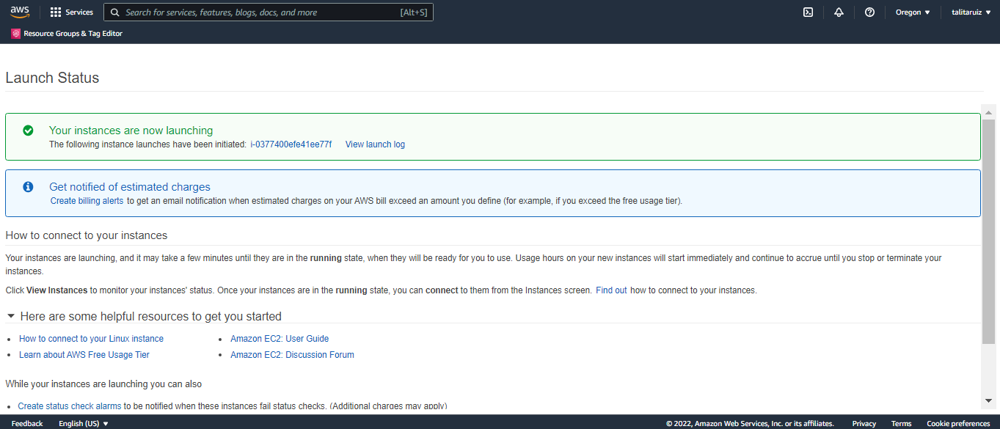 aws Services Search for services, features, blogs, docs, and more [Alt+S] Oregon ▼ talitaruiz ▼
Resource Groups & Tag Editor
Launch Status
Your instances are now launching
The following instance launches have been initiated: i-0377400efe41ee77f View launch log
Get notified of estimated charges
Create billing alerts to get an email notification when estimated charges on your AWS bill exceed an amount you define (for example, if you exceed the free usage tier).
How to connect to your instances
Your instances are launching, and it may take a few minutes until they are in the running state, when they will be ready for you to use. Usage hours on your new instances will start immediately and continue to accrue until you stop or terminate your
instances.
Click View Instances to monitor your instances' status. Once your instances are in the running state, you can connect to them from the Instances screen. Find out how to connect to your instances.
Here are some helpful resources to get you started
• How to connect to your Linux instance • Amazon EC2: User Guide
• Learn about AWS Free Usage Tier • Amazon EC2: Discussion Forum
While your instances are launching you can also
• Create status check alarms to be notified when these instances fail status checks. (Additional charges may apply)
Feedback English (US) ▼ © 2022, Amazon Web Services, Inc. or its affiliates. Privacy Terms Cookie preferences